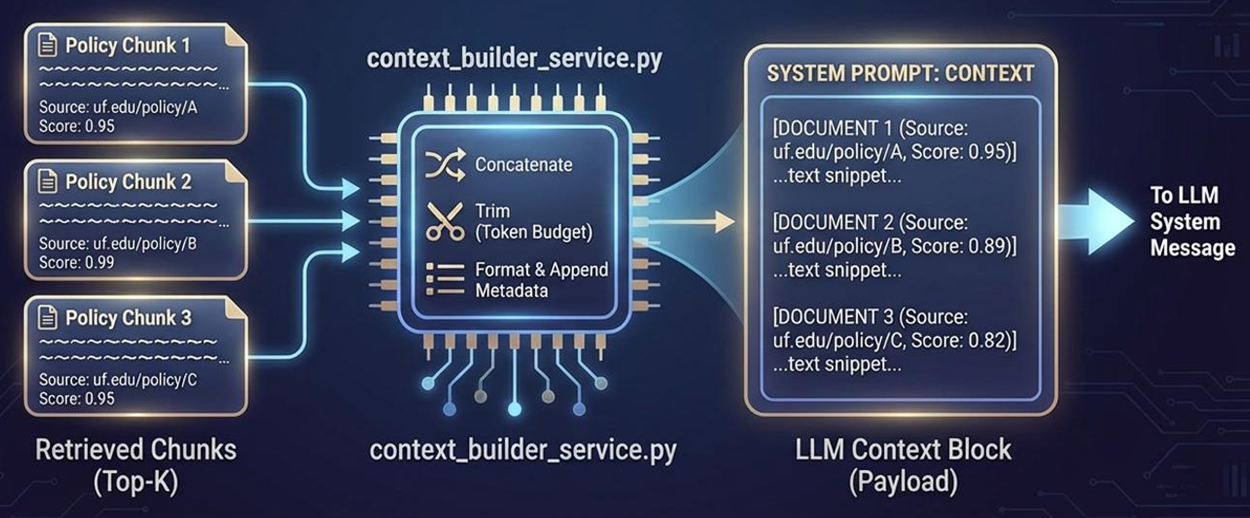 Policy Chunk 1
~~~~~~~~~~~
~~~~~~~~~~~...
Source: uf.edu/policy/A
Score: 0.95
Policy Chunk 2
~~~~~~~~~~~
~~~~~~~~~~~...
Source: uf.edu/policy/B
Score: 0.99
Policy Chunk 3
~~~~~~~~~~~
~~~~~~~~~~~...
Source: uf.edu/policy/C
Score: 0.95
Retrieved Chunks
(Top-K)
context_builder_service.py
Concatenate
Trim
(Token Budget)
Format & Append
Metadata
context_builder_service.py
SYSTEM PROMPT: CONTEXT
[DOCUMENT 1 (Source:
uf.edu/policy/A, Score: 0.95)]
...text snippet...
[DOCUMENT 2 (Source:
uf.edu/policy/B, Score: 0.89)]
...text snippet...
[DOCUMENT 3 (Source:
uf.edu/policy/C, Score: 0.82)]
...text snippet...
LLM Context Block
(Payload)
To LLM
System
Message